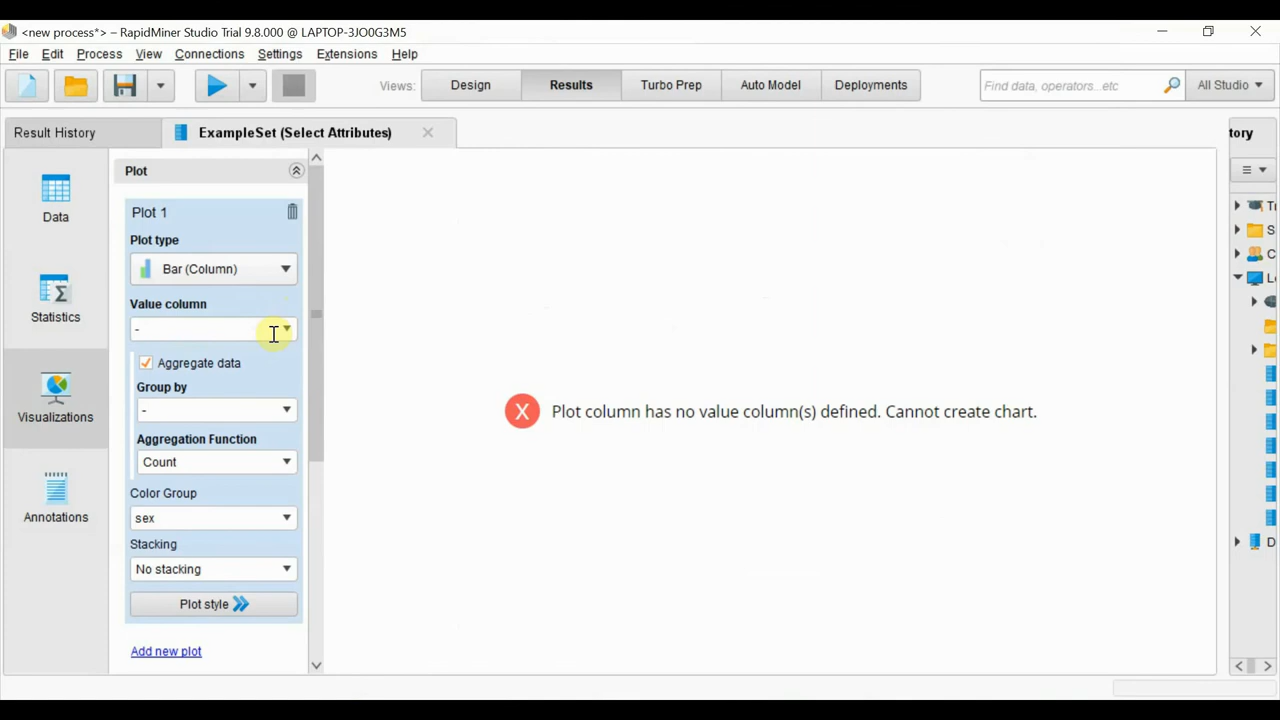 <new process*> – RapidMiner Studio Trial 9.8.000 @ LAPTOP-3JO0G3M5
File Edit Process View Connections Settings Extensions Help
Views: Design Results Turbo Prep Auto Model Deployments Find data, operators...etc All Studio
Result History ExampleSet (Select Attributes) tory
Data
Statistics
Visualizations
Annotations
Plot
Plot 1
Plot type
Bar (Column)
Value column
-
Aggregate data
Group by
-
Aggregation Function
Count
Color Group
sex
Stacking
No stacking
Plot style
Add new plot
X Plot column has no value column(s) defined. Cannot create chart.
T
S
C
L
D